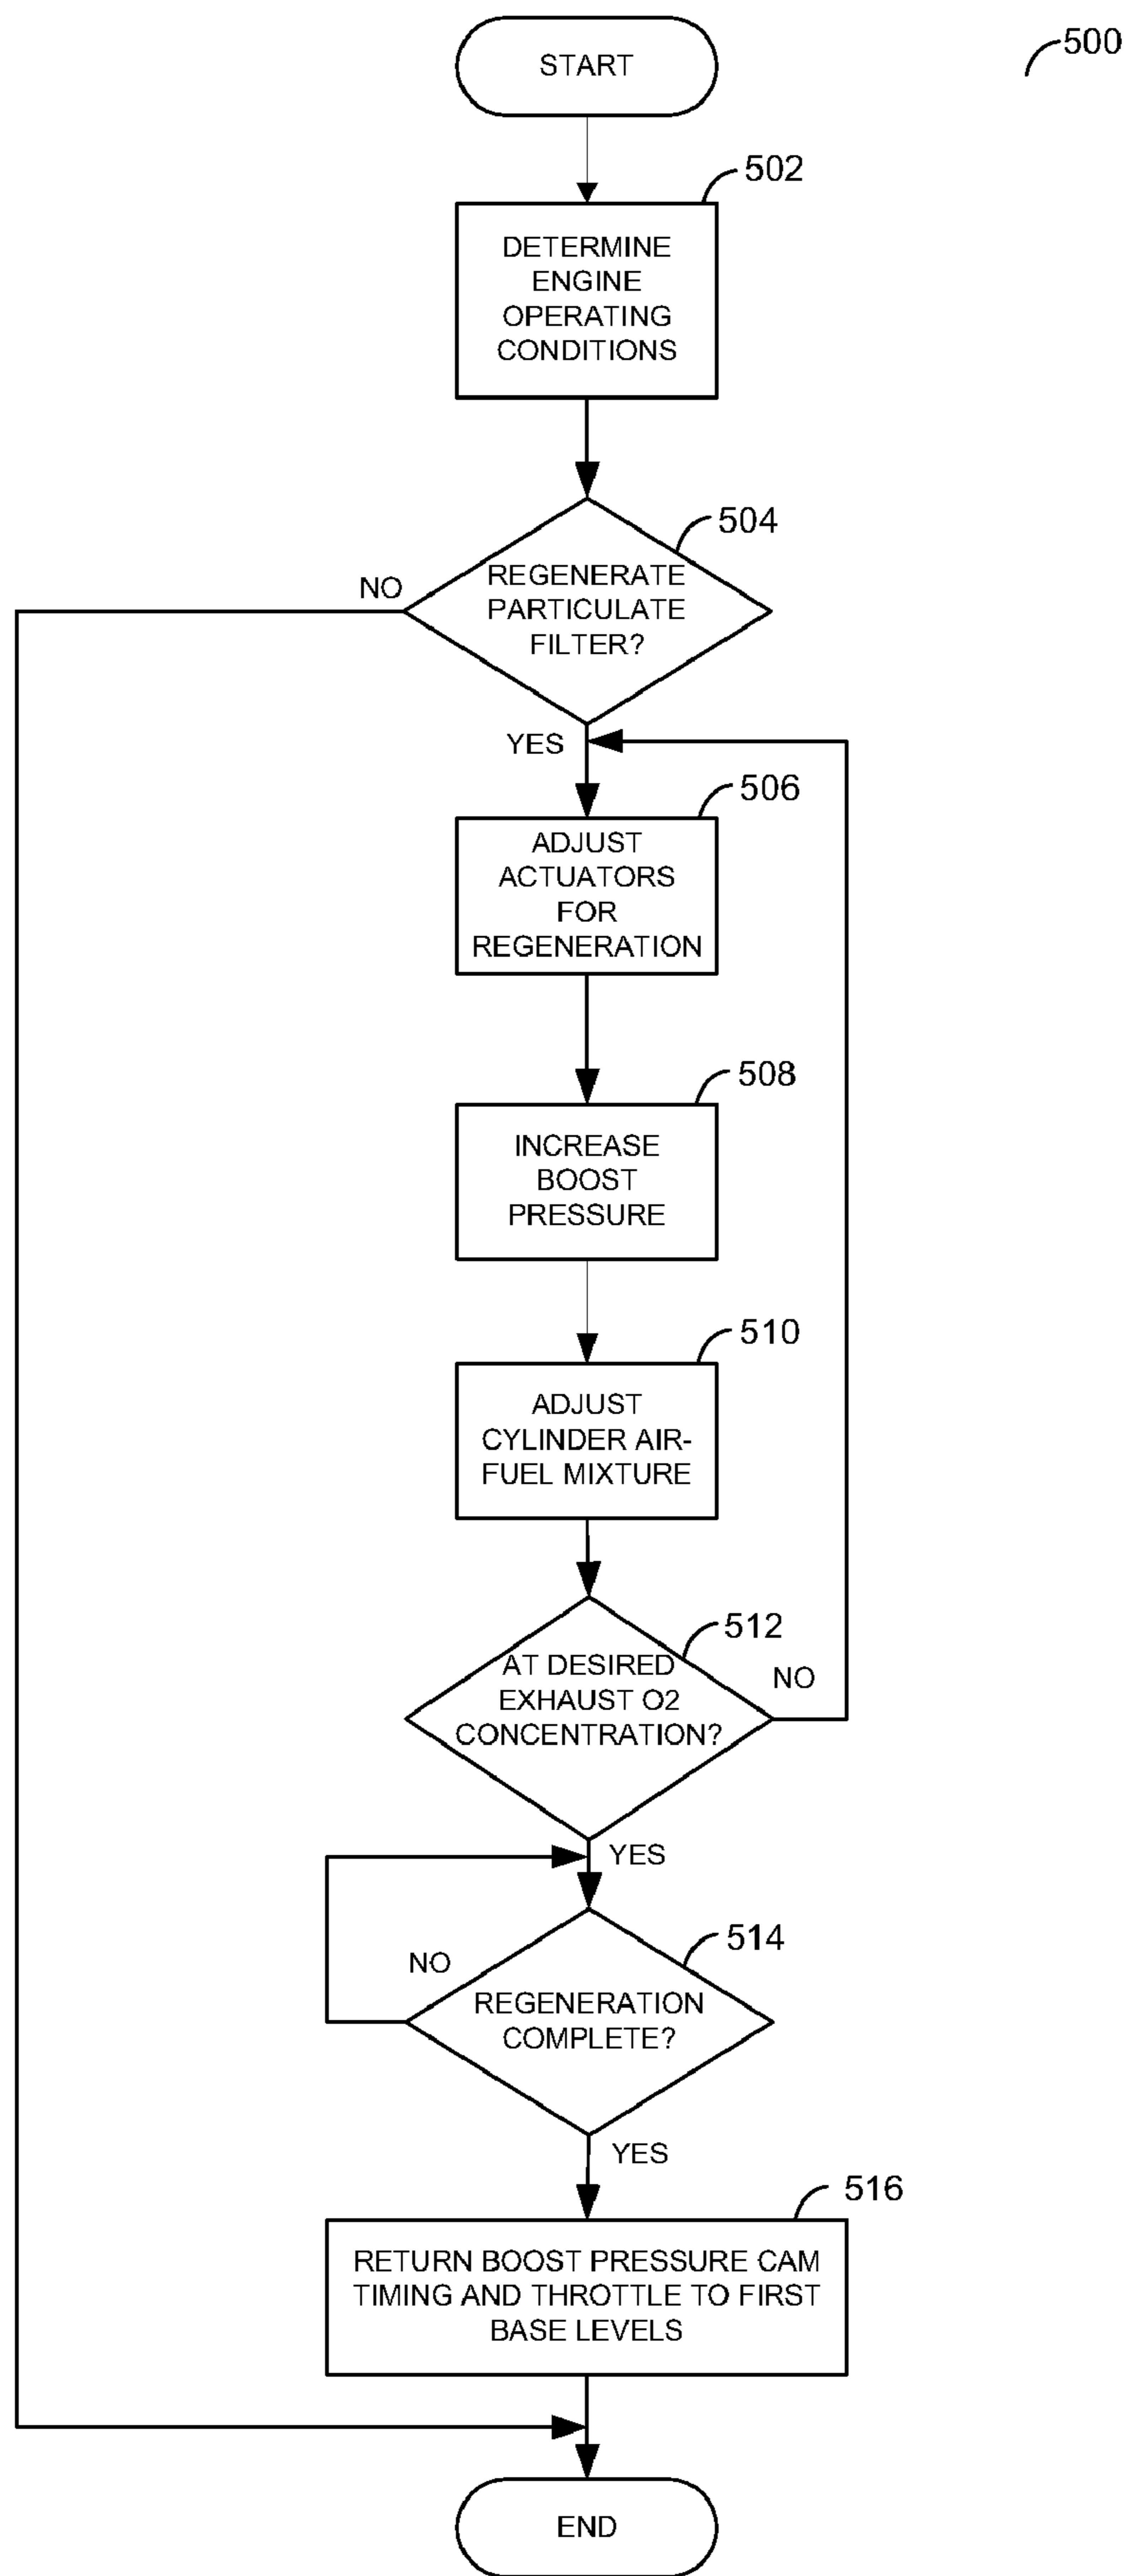 START
500
502
DETERMINE
ENGINE
OPERATING
CONDITIONS
504
NO
REGENERATE
PARTICULATE
FILTER?
YES
506
ADJUST
ACTUATORS
FOR
REGENERATION
508
INCREASE
BOOST
PRESSURE
510
ADJUST
CYLINDER AIR-
FUEL MIXTURE
512
AT DESIRED
EXHAUST O2
CONCENTRATION?
NO
YES
514
NO
REGENERATION
COMPLETE?
YES
516
RETURN BOOST PRESSURE CAM
TIMING AND THROTTLE TO FIRST
BASE LEVELS
END